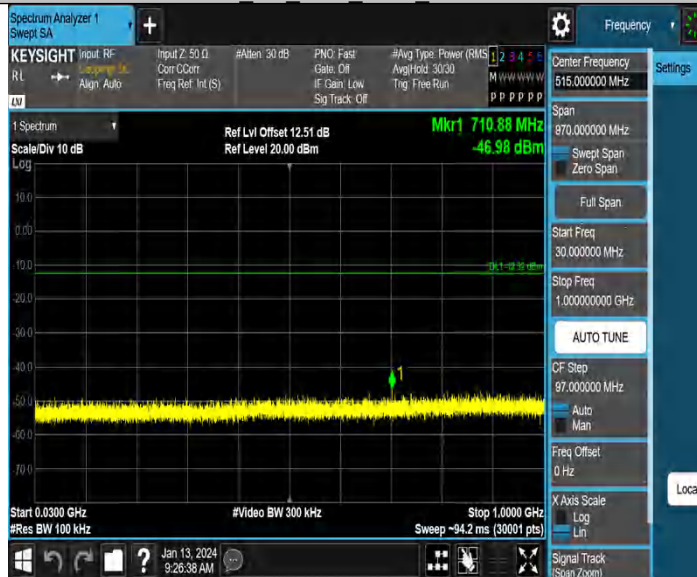 Spectrum Analyzer 1
Swept SA
+
Frequency
KEYSIGHT
RL
Input: RF
Coupling: DC
Align: Auto
Input Z: 50 Ω
Corr CCorr
Freq Ref: Int (S)
#Atten: 30 dB
PNO: Fast
Gate: Off
IF Gain: Low
Sig Track: Off
#Avg Type: Power (RMS
Avg|Hold: 30/30
Trig: Free Run
1 2 3 4 5 6
M W W W W W
P P P P P P
LXI
1 Spectrum
Scale/Div 10 dB
Log
Ref Lvl Offset 12.51 dB
Ref Level 20.00 dBm
Mkr1 710.88 MHz
-46.98 dBm
10.0
0.00
-10.0
-20.0
-30.0
-40.0
-50.0
-60.0
-70.0
1
Start 0.0300 GHz
#Res BW 100 kHz
#Video BW 300 kHz
Stop 1.0000 GHz
Sweep ~94.2 ms (30001 pts)
?
Jan 13, 2024
9:26:38 AM
Center Frequency
515.000000 MHz
Settings
Span
970.000000 MHz
Swept Span
Zero Span
Full Span
Start Freq
30.000000 MHz
Stop Freq
1.000000000 GHz
AUTO TUNE
CF Step
97.000000 MHz
Auto
Man
Freq Offset
0 Hz
X Axis Scale
Log
Lin
Loca
Signal Track
(Span Zoom)